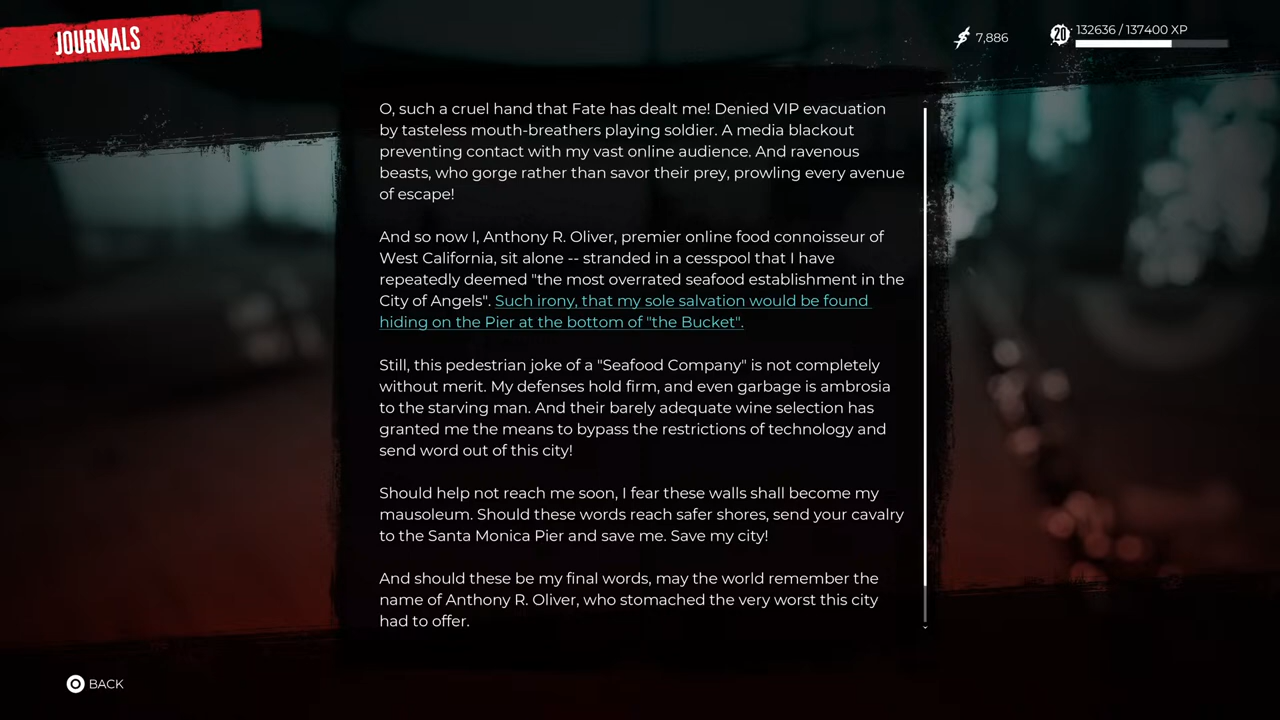 JOURNALS
7,886
20
132636 / 137400 XP
O, such a cruel hand that Fate has dealt me! Denied VIP evacuation
by tasteless mouth-breathers playing soldier. A media blackout
preventing contact with my vast online audience. And ravenous
beasts, who gorge rather than savor their prey, prowling every avenue
of escape!
And so now I, Anthony R. Oliver, premier online food connoisseur of
West California, sit alone -- stranded in a cesspool that I have
repeatedly deemed "the most overrated seafood establishment in the
City of Angels". Such irony, that my sole salvation would be found
hiding on the Pier at the bottom of "the Bucket".
Still, this pedestrian joke of a "Seafood Company" is not completely
without merit. My defenses hold firm, and even garbage is ambrosia
to the starving man. And their barely adequate wine selection has
granted me the means to bypass the restrictions of technology and
send word out of this city!
Should help not reach me soon, I fear these walls shall become my
mausoleum. Should these words reach safer shores, send your cavalry
to the Santa Monica Pier and save me. Save my city!
And should these be my final words, may the world remember the
name of Anthony R. Oliver, who stomached the very worst this city
had to offer.
BACK